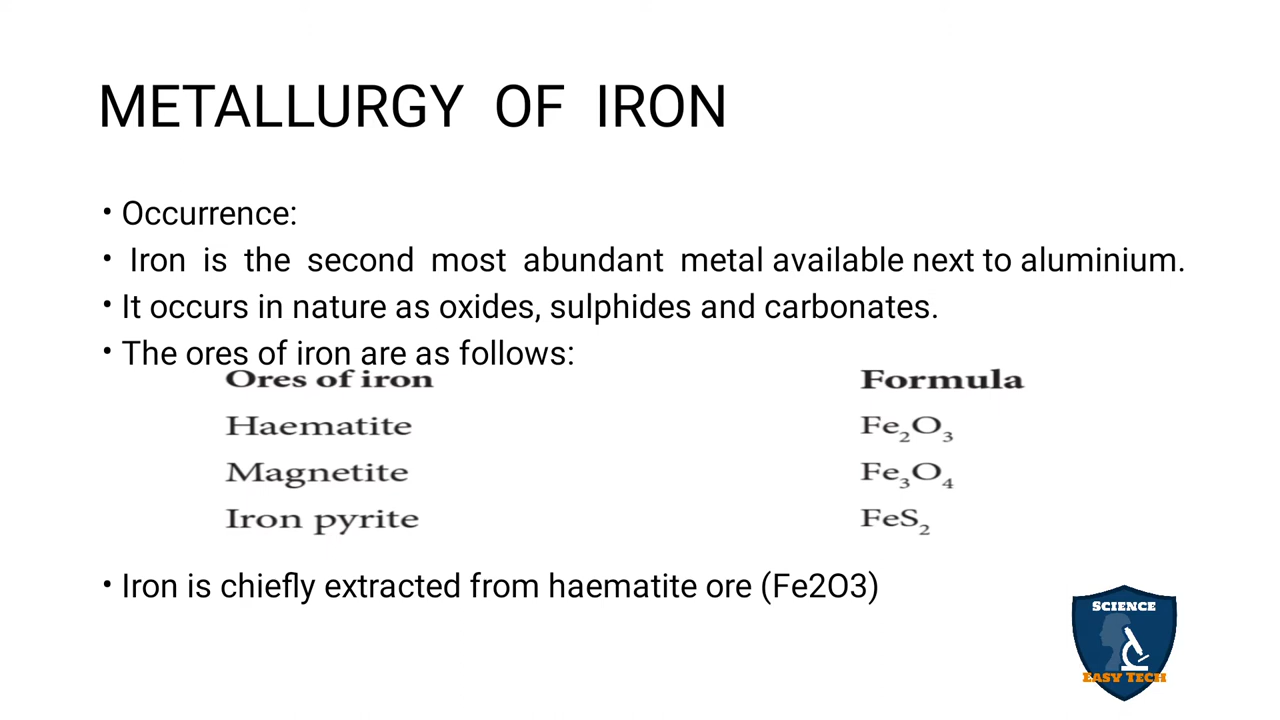 METALLURGY OF IRON
• Occurrence:
• Iron is the second most abundant metal available next to aluminium.
• It occurs in nature as oxides, sulphides and carbonates.
• The ores of iron are as follows:
Ores of iron Formula
Haematite Fe₂O₃
Magnetite Fe₃O₄
Iron pyrite FeS₂
• Iron is chiefly extracted from haematite ore (Fe2O3)
SCIENCE
EASY TECH